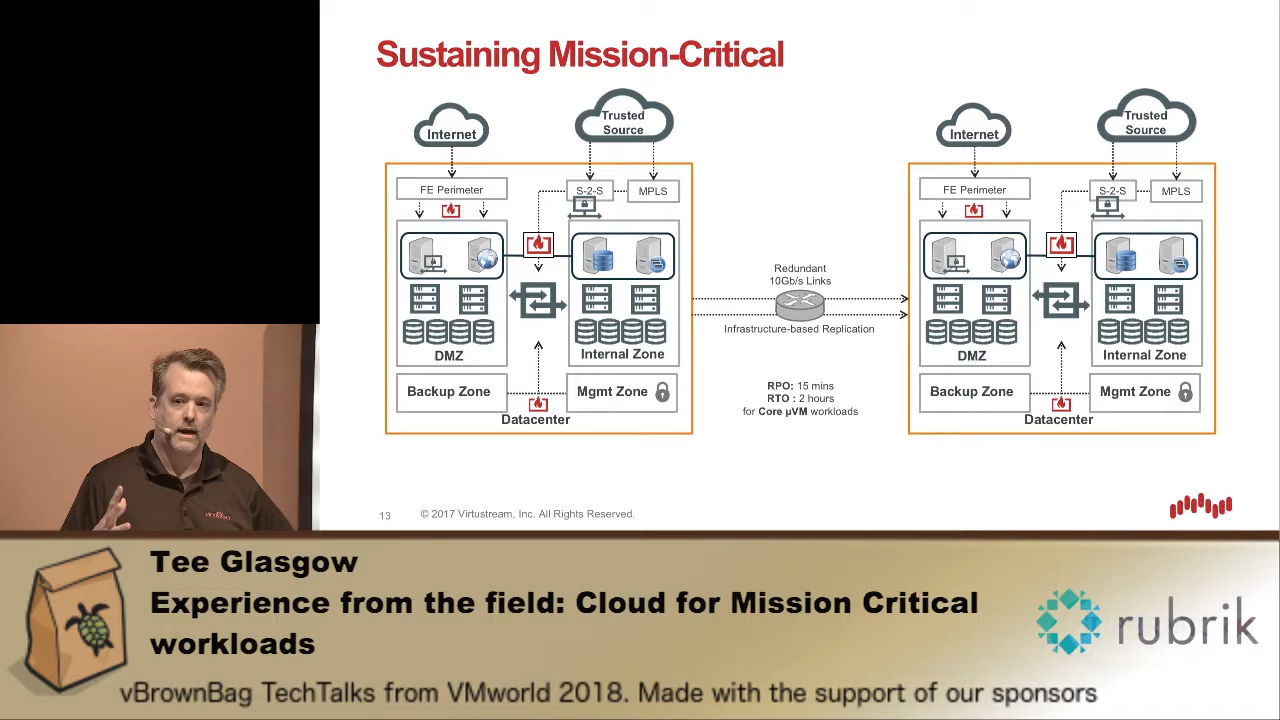 Sustaining Mission-Critical
Internet
Trusted
Source
FE Perimeter
S-2-S
MPLS
DMZ
Internal Zone
Backup Zone
Mgmt Zone
Datacenter
Redundant
10Gb/s Links
Infrastructure-based Replication
RPO: 15 mins
RTO : 2 hours
for Core µVM workloads
Internet
Trusted
Source
FE Perimeter
S-2-S
MPLS
DMZ
Internal Zone
Backup Zone
Mgmt Zone
Datacenter
13 © 2017 Virtustream, Inc. All Rights Reserved.
Tee Glasgow
Experience from the field: Cloud for Mission Critical
workloads
rubrik
vBrownBag TechTalks from VMworld 2018. Made with the support of our sponsors